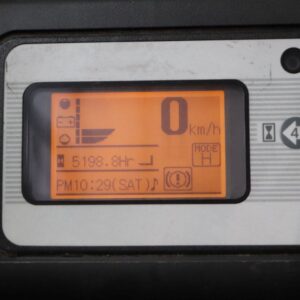 0 Km/h
MODE
H
5198.8Hr
PM10:29(SAT)
4